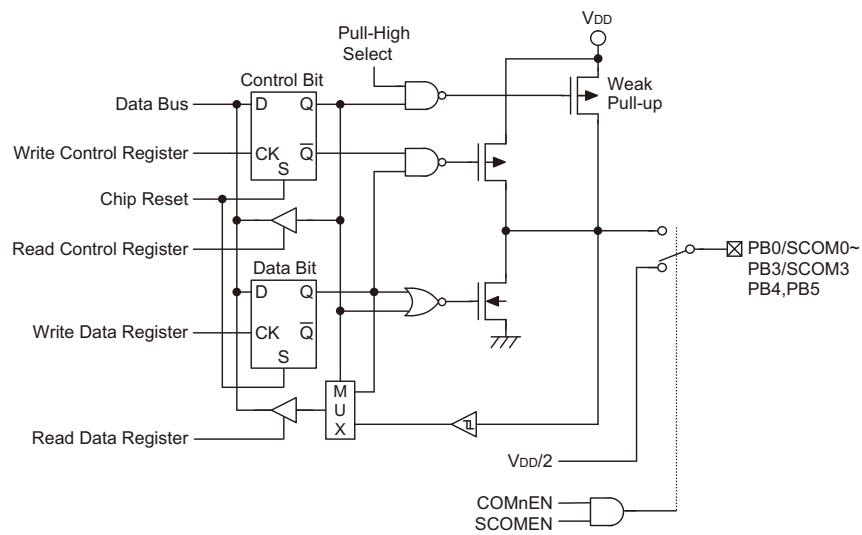 VDD
Pull-High
Select
Control Bit
Weak
Pull-up
Data Bus
D
Q
Write Control Register
CK
Q
S
Chip Reset
Read Control Register
PB0/SCOM0~
PB3/SCOM3
PB4,PB5
Data Bit
D
Q
Write Data Register
CK
Q
S
M
U
X
Read Data Register
VDD/2
COMnEN
SCOMEN